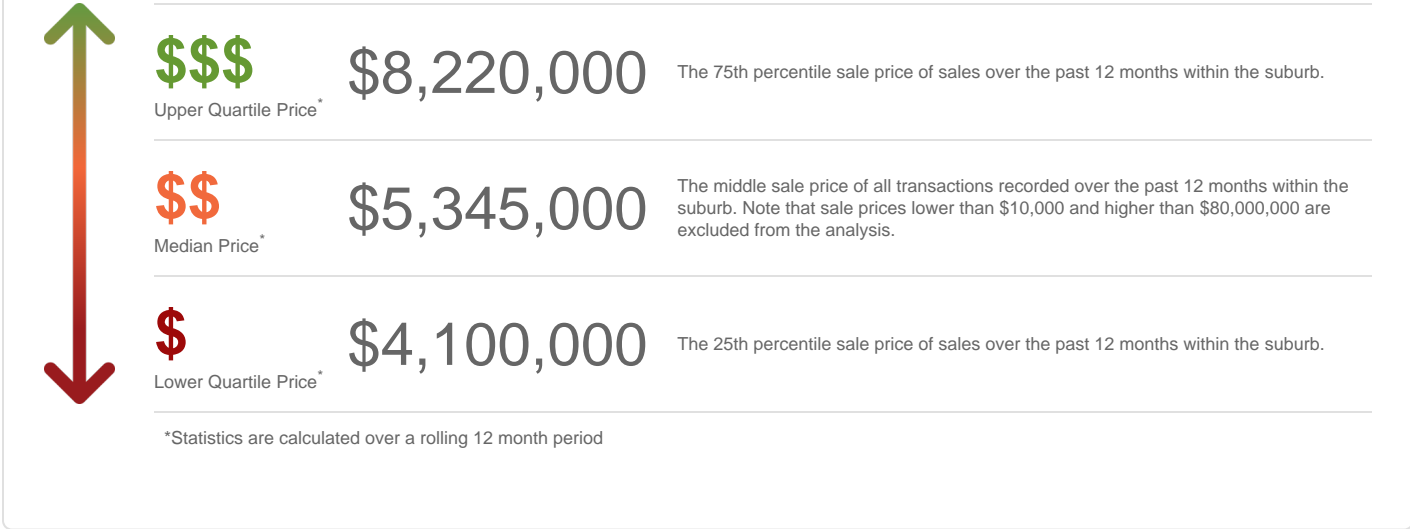 $$$
Upper Quartile Price*
$8,220,000
The 75th percentile sale price of sales over the past 12 months within the suburb.
$$
Median Price*
$5,345,000
The middle sale price of all transactions recorded over the past 12 months within the
suburb. Note that sale prices lower than $10,000 and higher than $80,000,000 are
excluded from the analysis.
$
Lower Quartile Price*
$4,100,000
The 25th percentile sale price of sales over the past 12 months within the suburb.
*Statistics are calculated over a rolling 12 month period